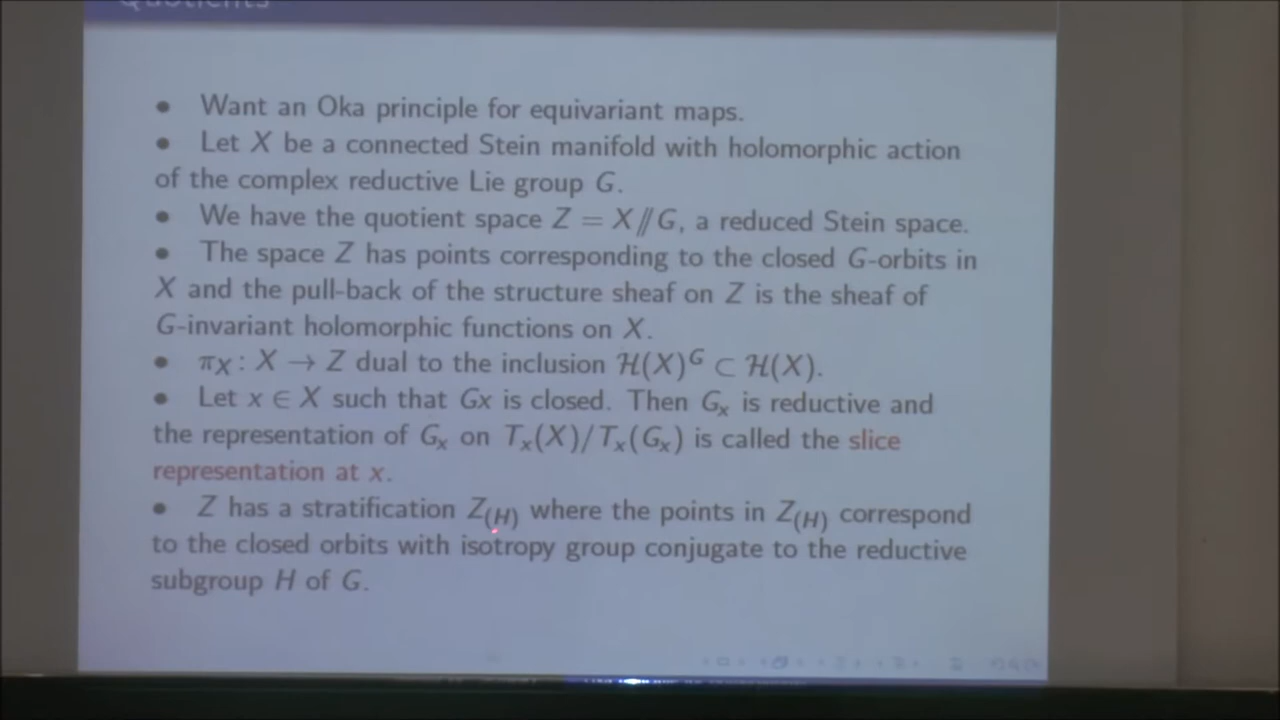 Quotients
• Want an Oka principle for equivariant maps.
• Let X be a connected Stein manifold with holomorphic action
of the complex reductive Lie group G.
• We have the quotient space Z = X//G, a reduced Stein space.
• The space Z has points corresponding to the closed G-orbits in
X and the pull-back of the structure sheaf on Z is the sheaf of
G-invariant holomorphic functions on X.
• π_X : X → Z dual to the inclusion ℋ(X)^G ⊂ ℋ(X).
• Let x ∈ X such that Gx is closed. Then G_x is reductive and
the representation of G_x on T_x(X)/T_x(G_x) is called the slice
representation at x.
• Z has a stratification Z_(H) where the points in Z_(H) correspond
to the closed orbits with isotropy group conjugate to the reductive
subgroup H of G.